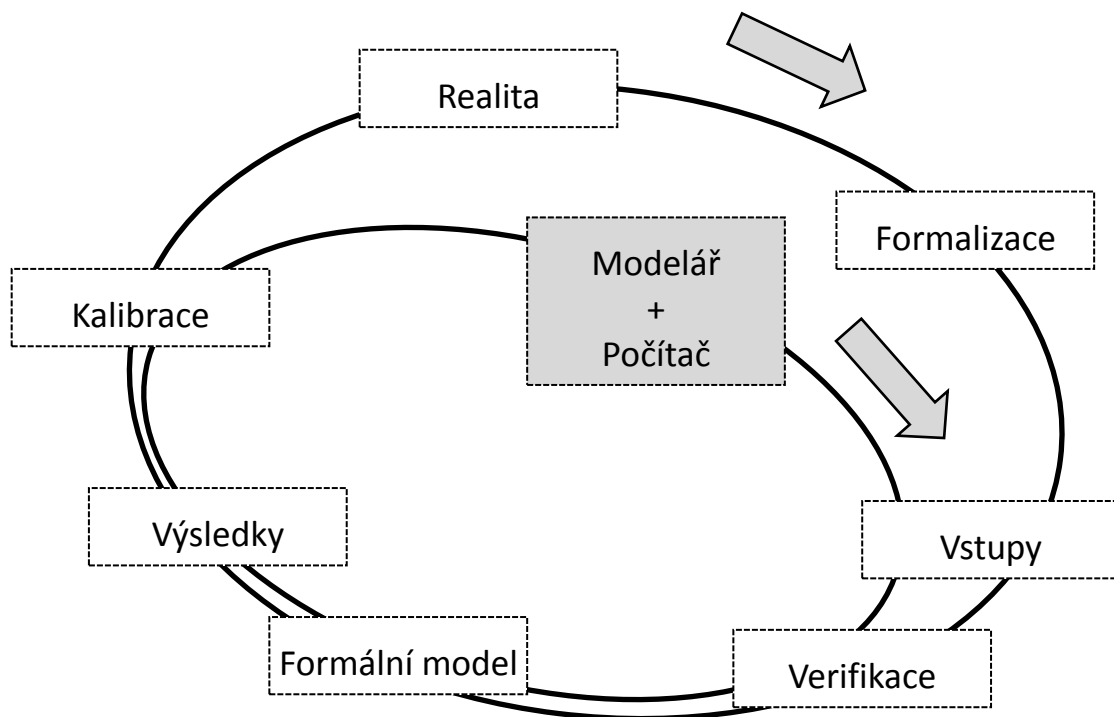 Realita
Formalizace
Modelář
+
Počítač
Kalibrace
Výsledky
Vstupy
Formální model
Verifikace